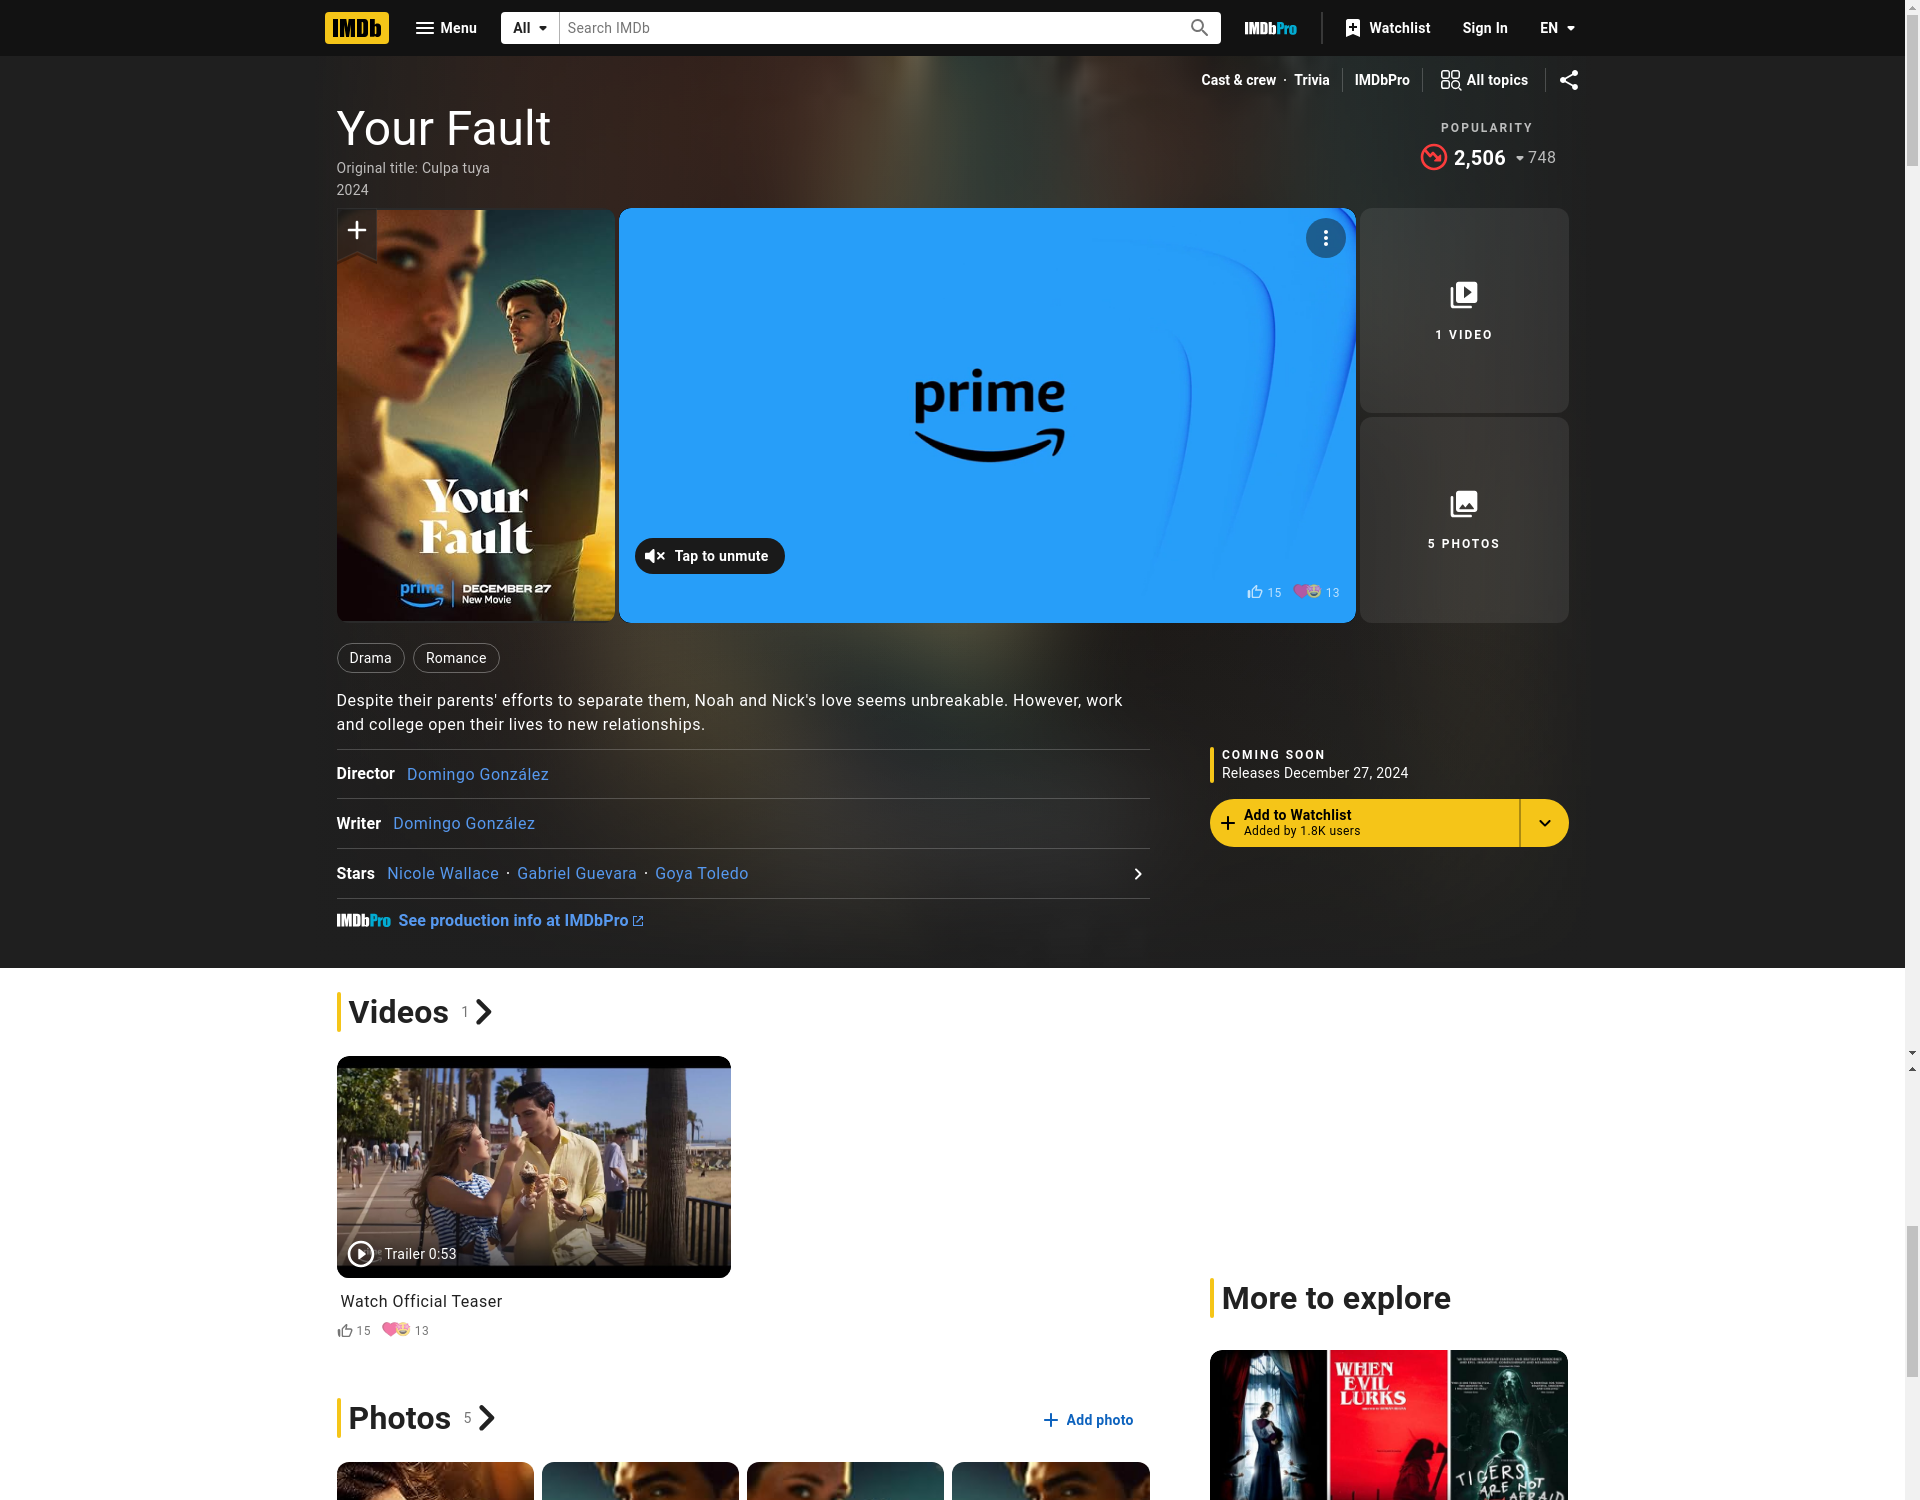 IMDb
Menu
All
Search IMDb
IMDbPro
Watchlist
Sign In
EN
Cast & crew · Trivia
IMDbPro
All topics
Your Fault
Original title: Culpa tuya
2024
POPULARITY
2,506
748
Your
Fault
prime
DECEMBER 27
New Movie
prime
Tap to unmute
15
13
1 VIDEO
5 PHOTOS
Drama
Romance
Despite their parents' efforts to separate them, Noah and Nick's love seems unbreakable. However, work
and college open their lives to new relationships.
Director Domingo González
Writer Domingo González
Stars Nicole Wallace · Gabriel Guevara · Goya Toledo
IMDbPro See production info at IMDbPro
COMING SOON
Releases December 27, 2024
Add to Watchlist
Added by 1.8K users
Videos 1
Trailer 0:53
Watch Official Teaser
15
13
Photos 5
Add photo
More to explore
WHEN
EVIL
LURKS
TIGERS
ARE NOT
AFRAID